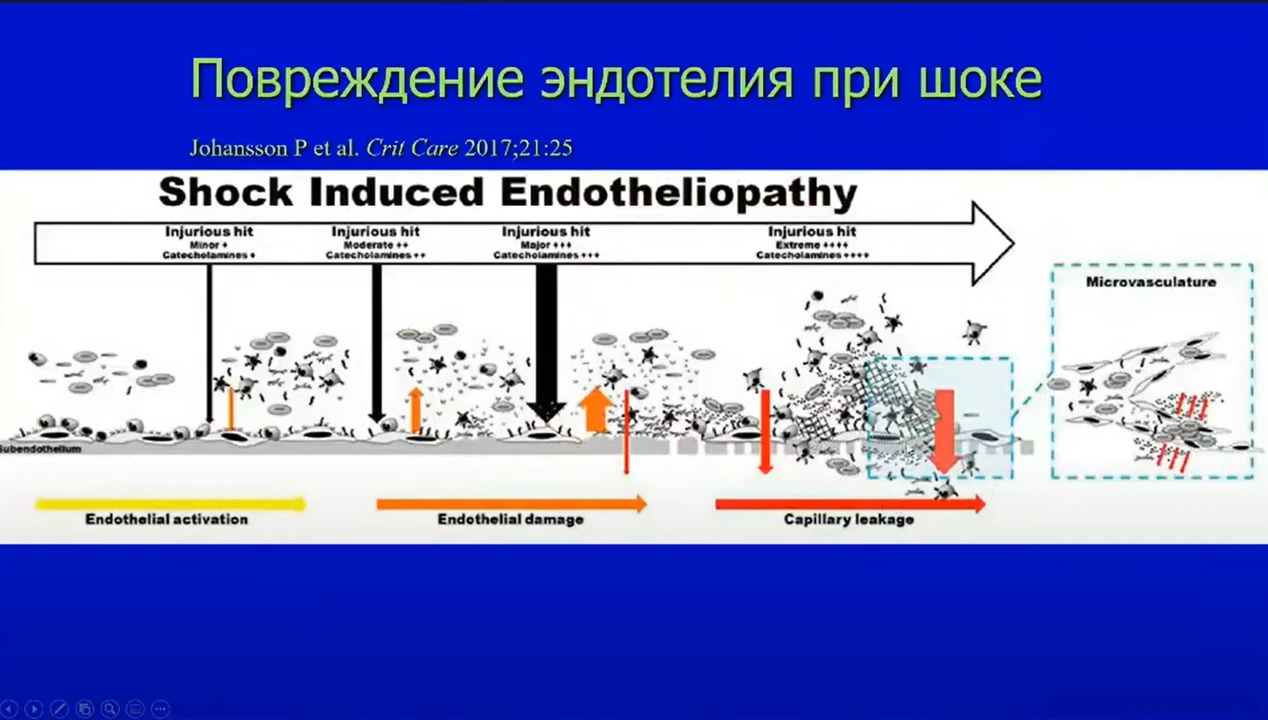 Повреждение эндотелия при шоке
Johansson P et al. Crit Care 2017;21:25
Shock Induced Endotheliopathy
Injurious hit
Minor +
Catecholamines +
Injurious hit
Moderate ++
Catecholamines ++
Injurious hit
Major +++
Catecholamines +++
Injurious hit
Extreme ++++
Catecholamines ++++
Microvasculature
Subendothelium
Endothelial activation
Endothelial damage
Capillary leakage